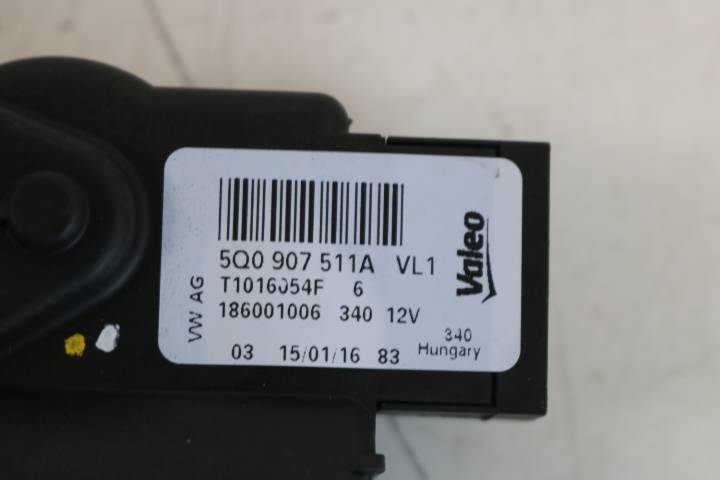 5Q0 907 511A VL1
T1016054F 6
186001006 340 12V
03 15/01/16 83
VW AG
Valeo
340
Hungary